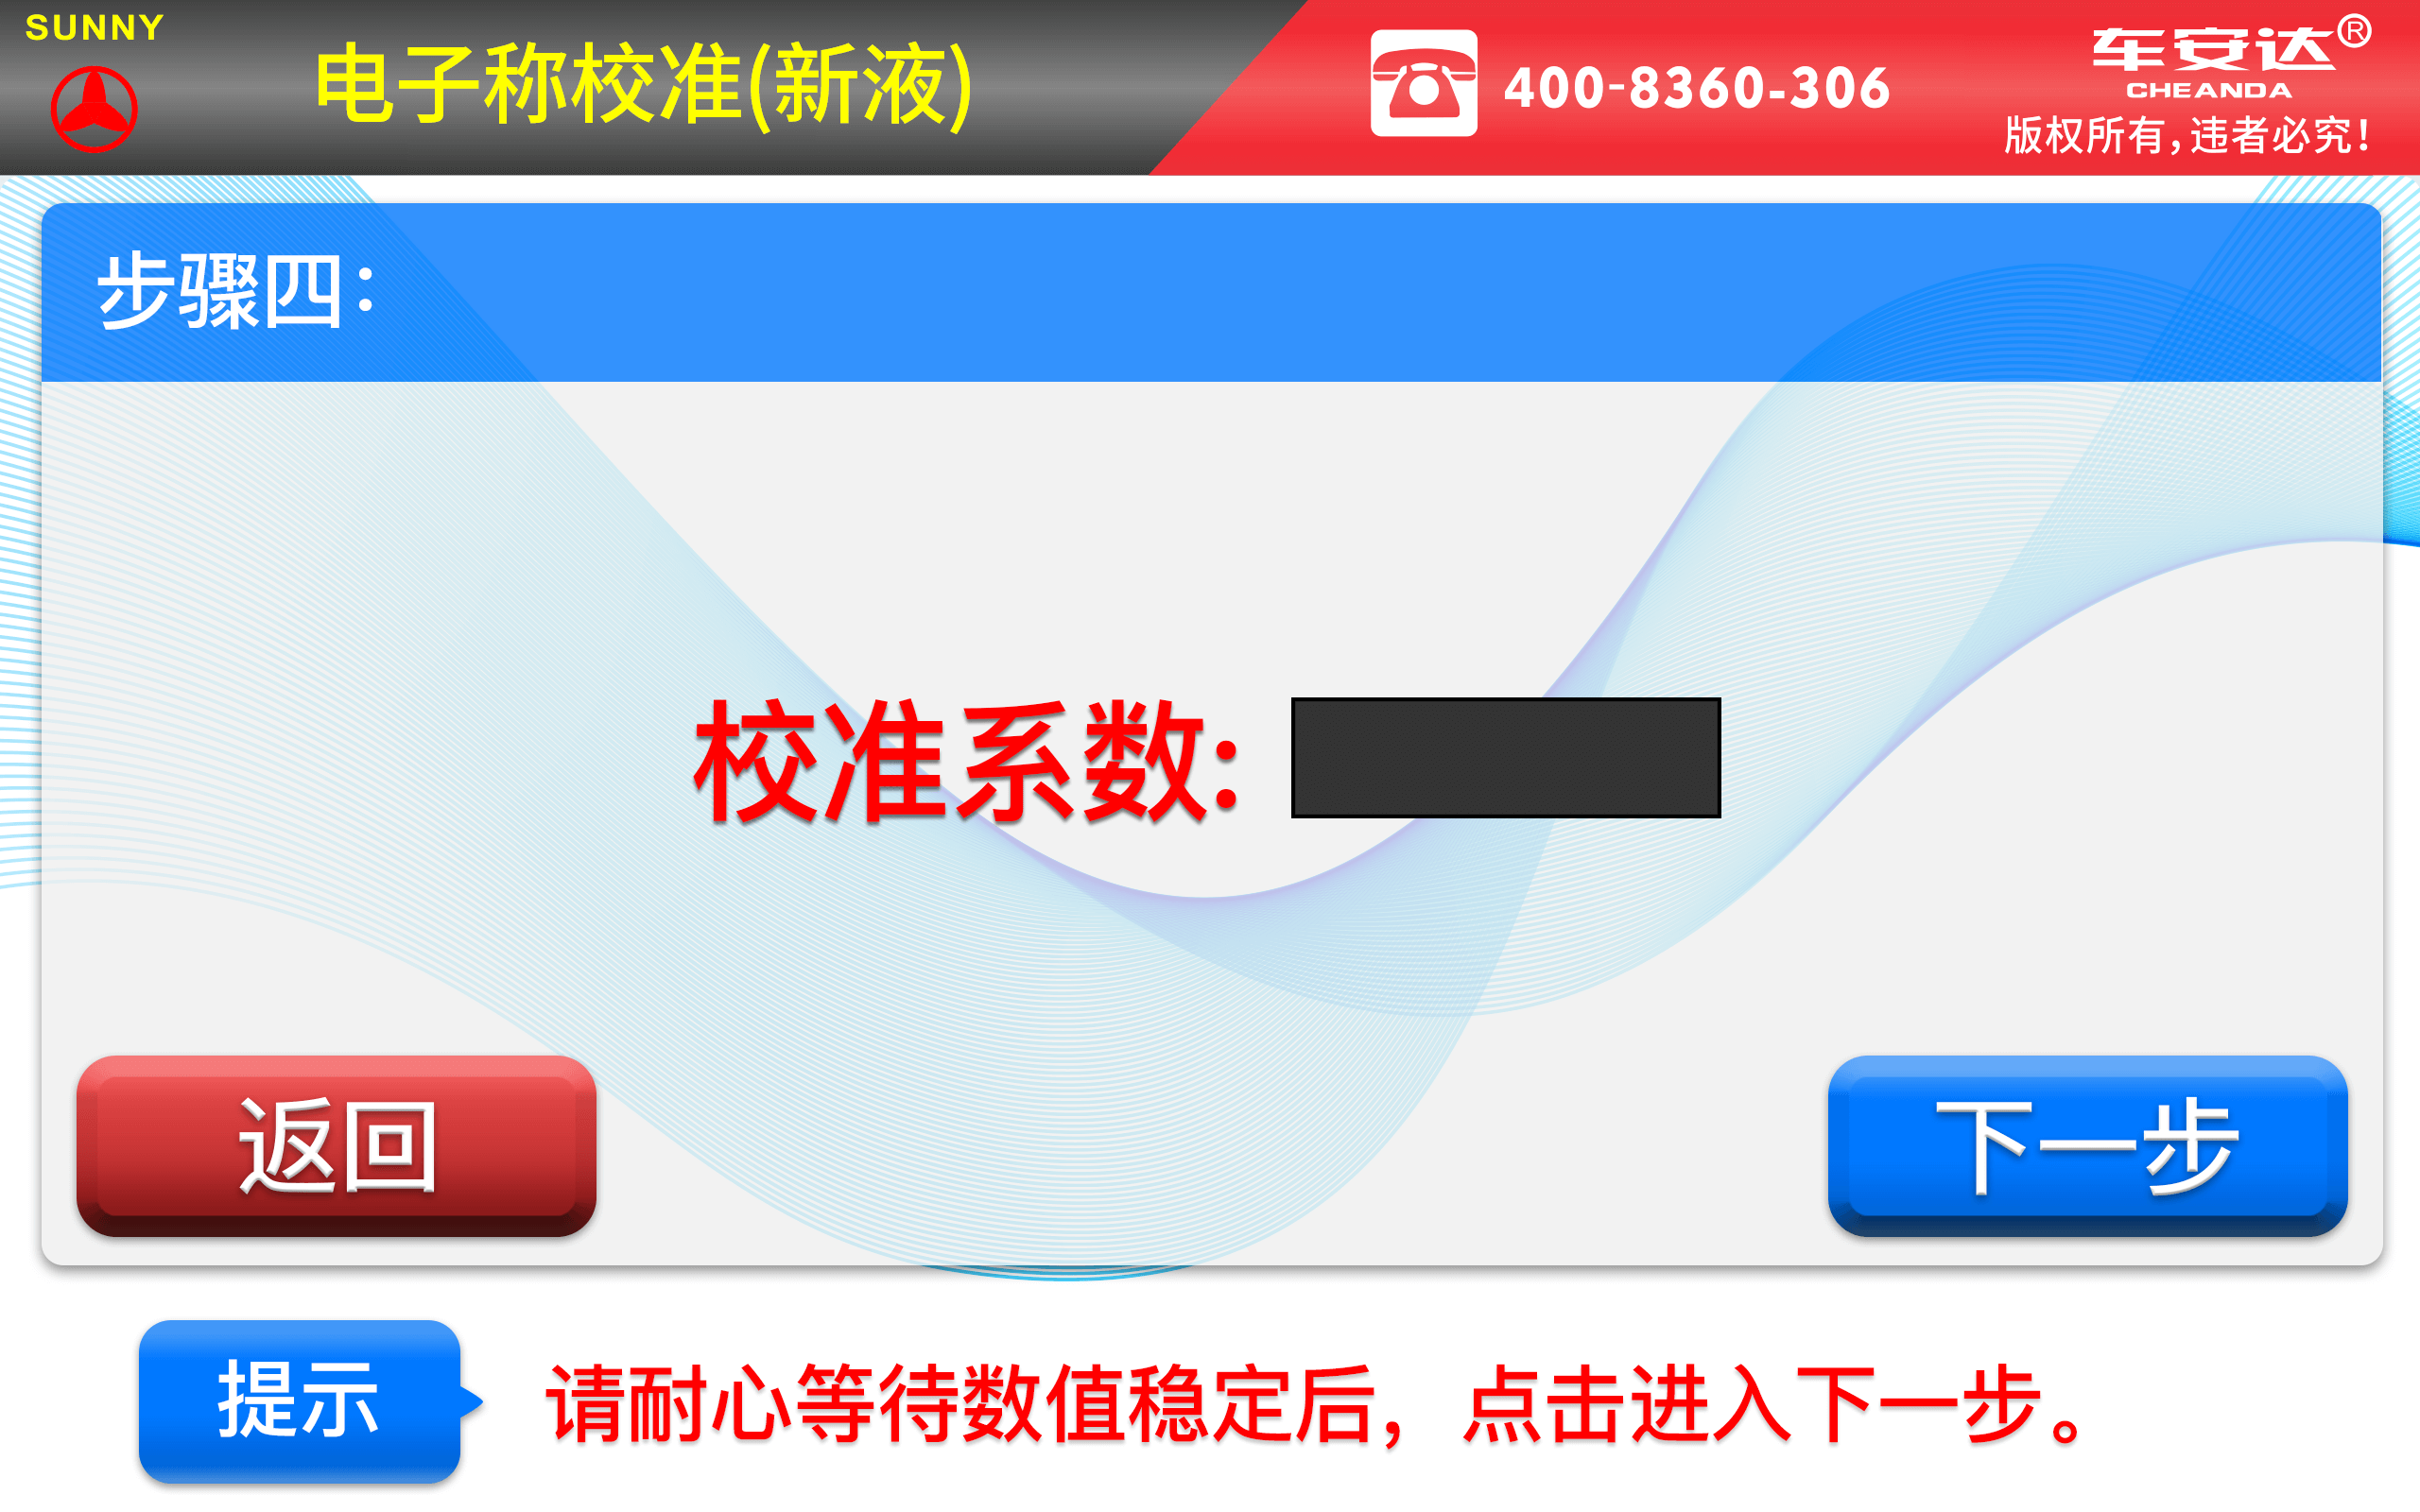 SUNNY
电子称校准(新液)
400-8360-306
车安达®
CHEANDA
版权所有,违者必究!
步骤四：
校准系数:
返回
下一步
提示
请耐心等待数值稳定后，点击进入下一步。